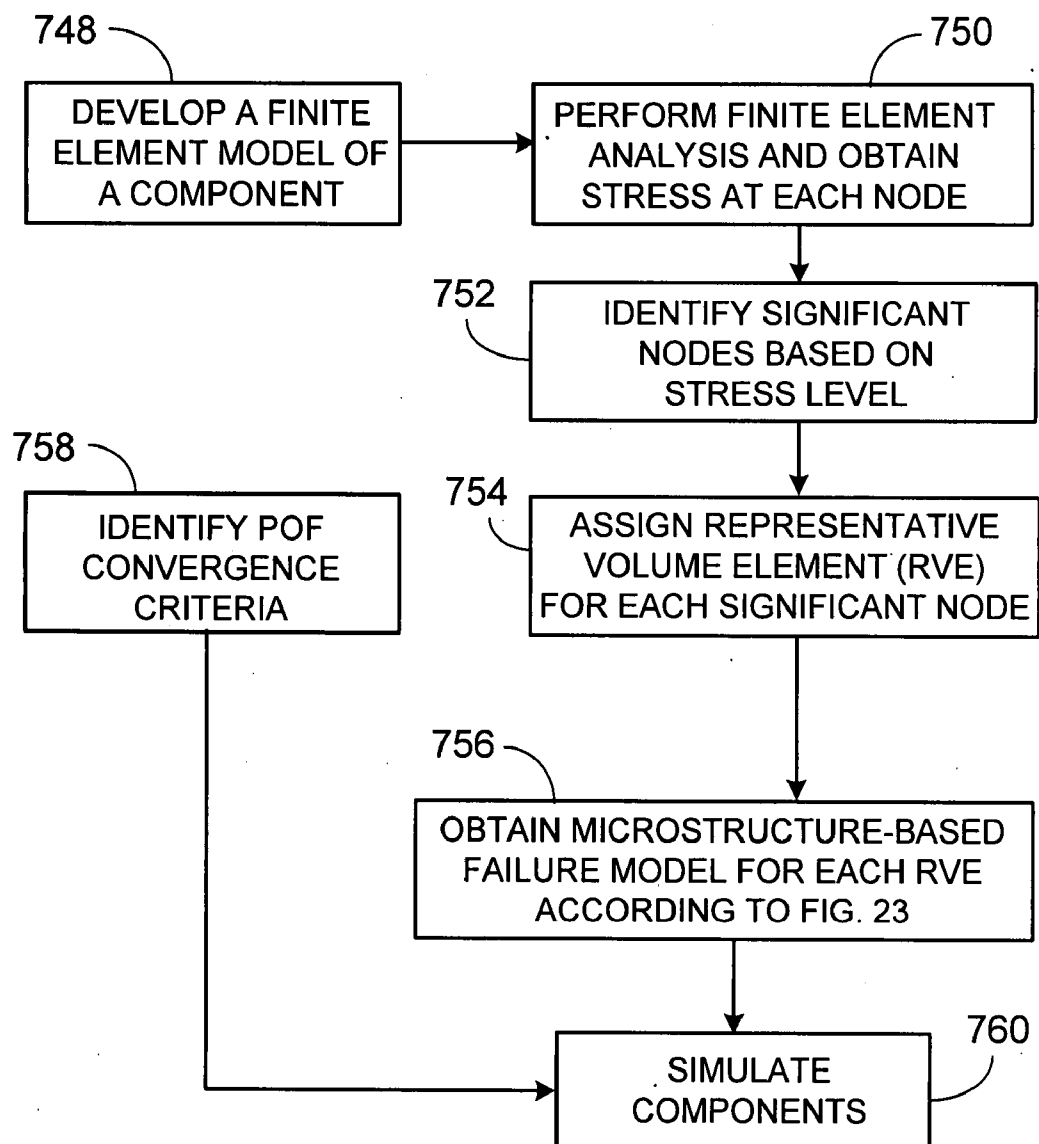 748
DEVELOP A FINITE
ELEMENT MODEL OF
A COMPONENT
750
PERFORM FINITE ELEMENT
ANALYSIS AND OBTAIN
STRESS AT EACH NODE
752
IDENTIFY SIGNIFICANT
NODES BASED ON
STRESS LEVEL
758
IDENTIFY POF
CONVERGENCE
CRITERIA
754
ASSIGN REPRESENTATIVE
VOLUME ELEMENT (RVE)
FOR EACH SIGNIFICANT NODE
756
OBTAIN MICROSTRUCTURE-BASED
FAILURE MODEL FOR EACH RVE
ACCORDING TO FIG. 23
760
SIMULATE
COMPONENTS